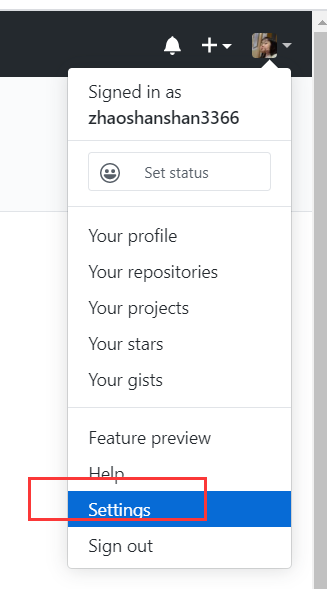 Signed in as
zhaoshanshan3366
Set status
Your profile
Your repositories
Your projects
Your stars
Your gists
Feature preview
Help
Settings
Sign out